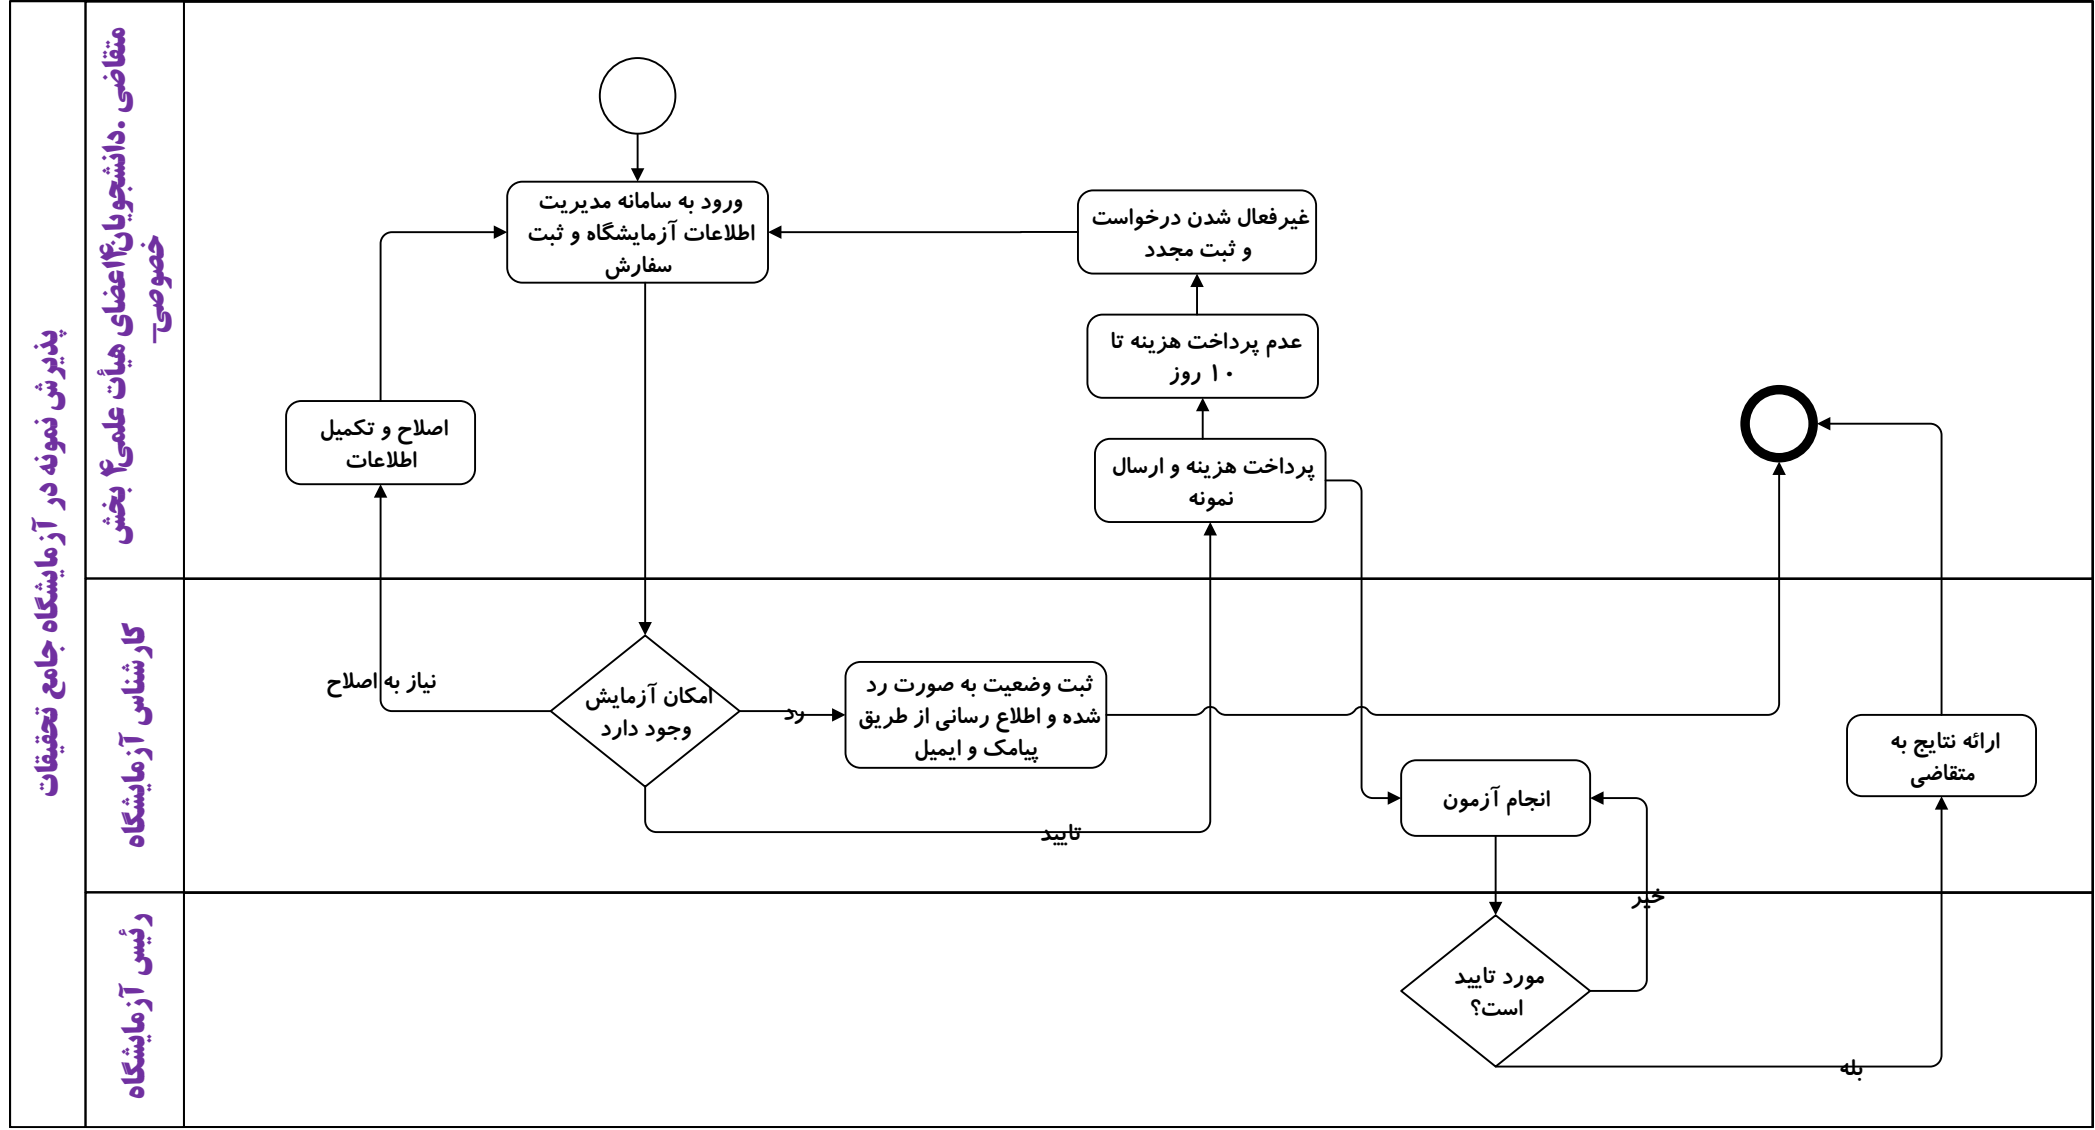 پذیرش نمونه در آزمایشگاه جامع تحقیقات
متقاضی .دانشجویان؟اعضای هیأت علمی؟ بخش
خصوصی_
ورود به سامانه مدیریت
اطلاعات آزمایشگاه و ثبت
سفارش
غیرفعال شدن درخواست
و ثبت مجدد
عدم پرداخت هزینه تا
۱۰ روز
اصلاح و تکمیل
اطلاعات
پرداخت هزینه و ارسال
نمونه
کارشناس آزمایشگاه
نیاز به اصلاح
امکان آزمایش
وجود دارد
رد
ثبت وضعیت به صورت رد
شده و اطلاع رسانی از طریق
پیامک و ایمیل
تایید
انجام آزمون
ارائه نتایج به
متقاضی
رئیس آزمایشگاه
خیر
مورد تایید
است؟
بله